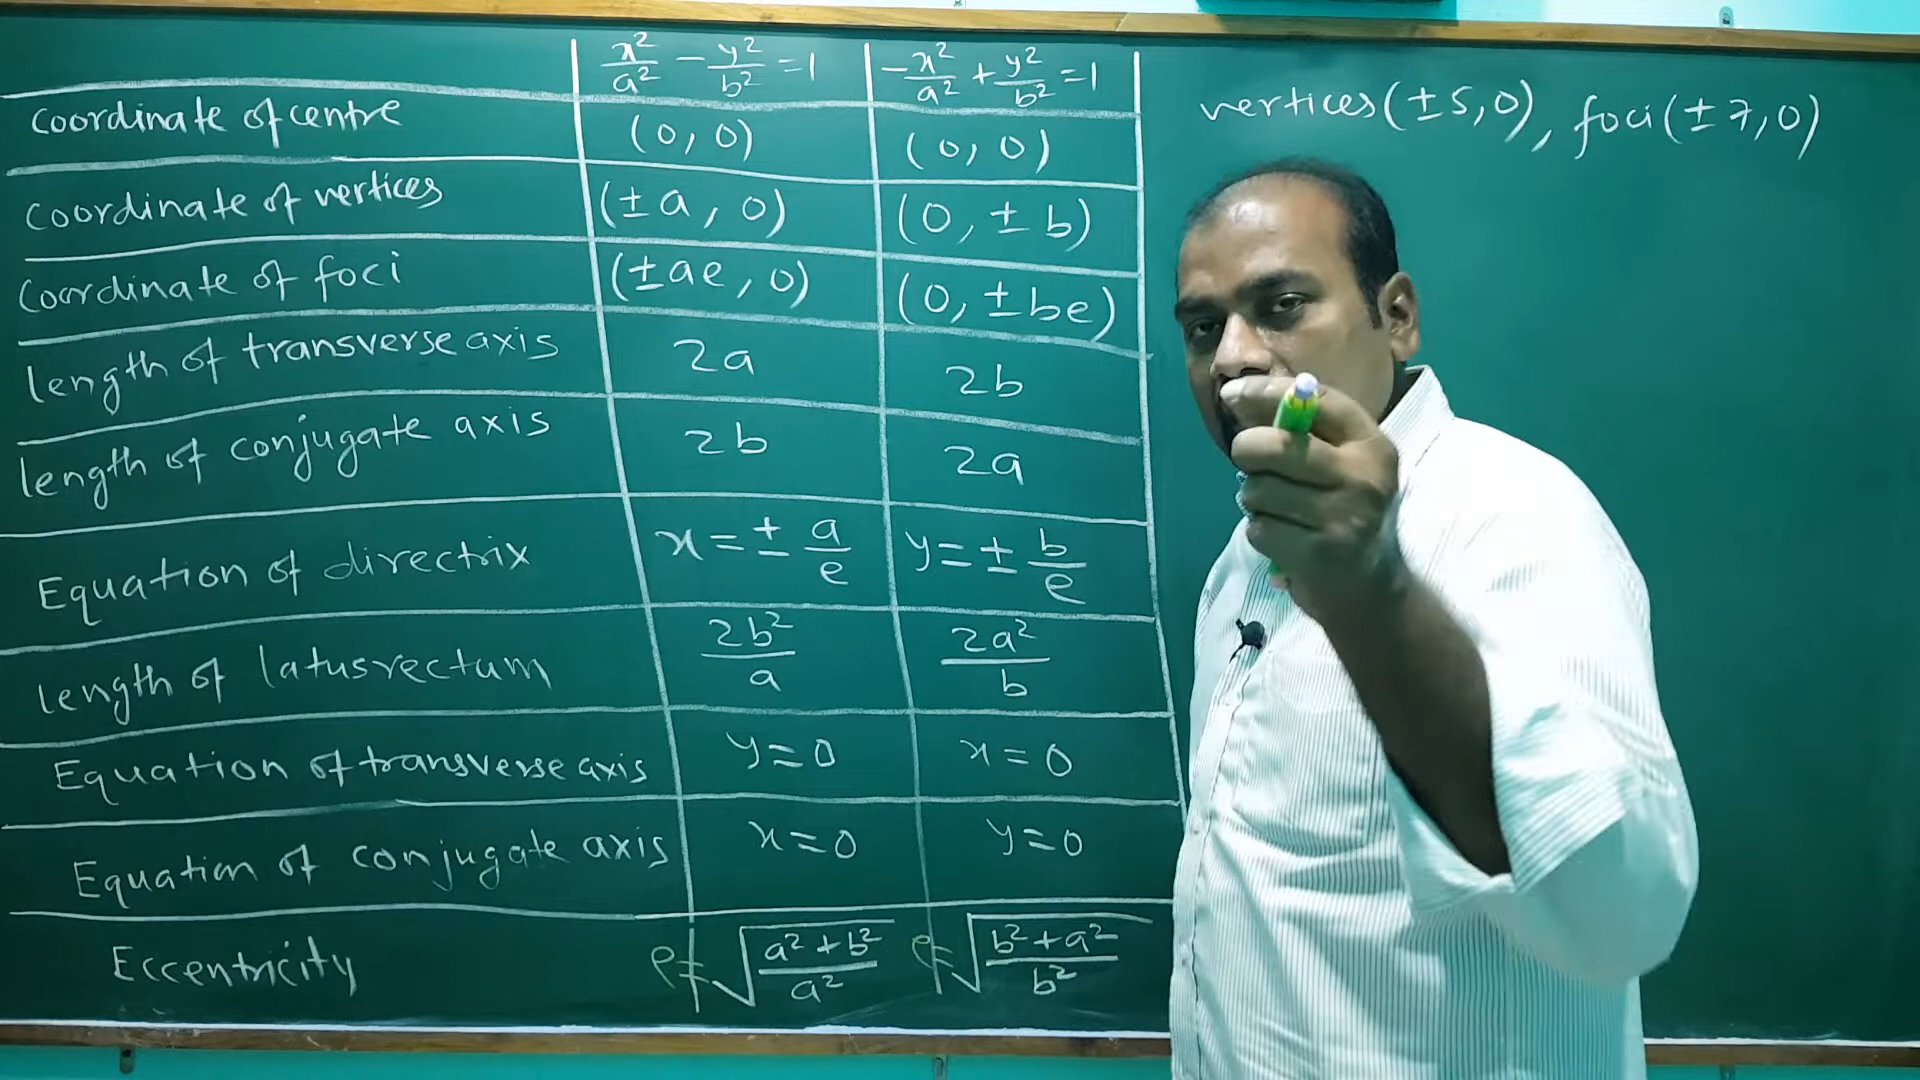 x²/a² - y²/b² = 1 -x²/a² + y²/b² = 1
coordinate of centre (0, 0) (0, 0)
coordinate of vertices (±a, 0) (0, ±b)
coordinate of foci (±ae, 0) (0, ±be)
length of transverse axis 2a 2b
length of conjugate axis 2b 2a
Equation of directrix x = ± a/e y = ± b/e
length of latusrectum 2b²/a 2a²/b
Equation of transverse axis y = 0 x = 0
Equation of conjugate axis x = 0 y = 0
Eccentricity e = √(a² + b²/a²) e = √(b² + a²/b²)
vertices (±5, 0), foci (±7, 0)